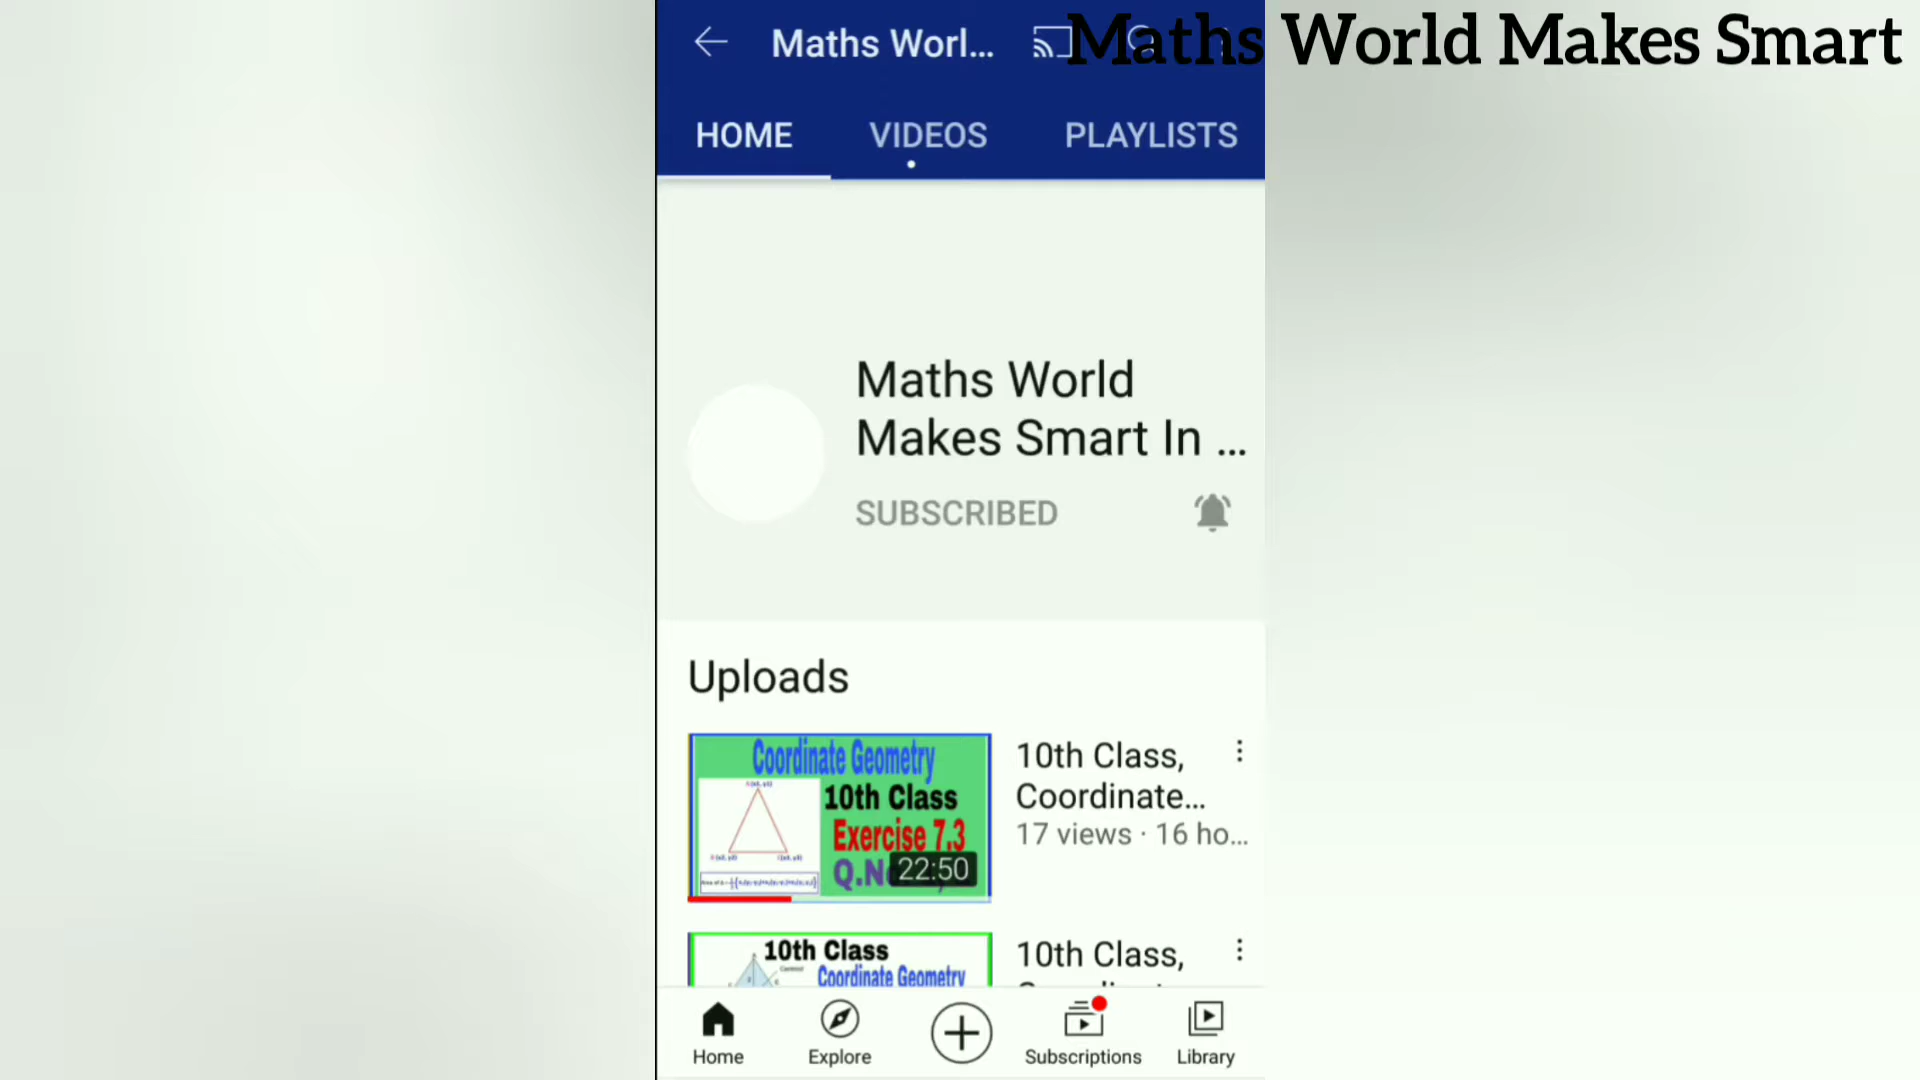 Maths World Makes Smart
Maths Worl...
HOME VIDEOS PLAYLISTS
Maths World
Makes Smart In ...
SUBSCRIBED
Uploads
Coordinate Geometry
10th Class
Exercise 7.3
22:50
10th Class,
Coordinate...
17 views · 16 ho...
10th Class
Coordinate Geometry
10th Class,
Home Explore Subscriptions Library